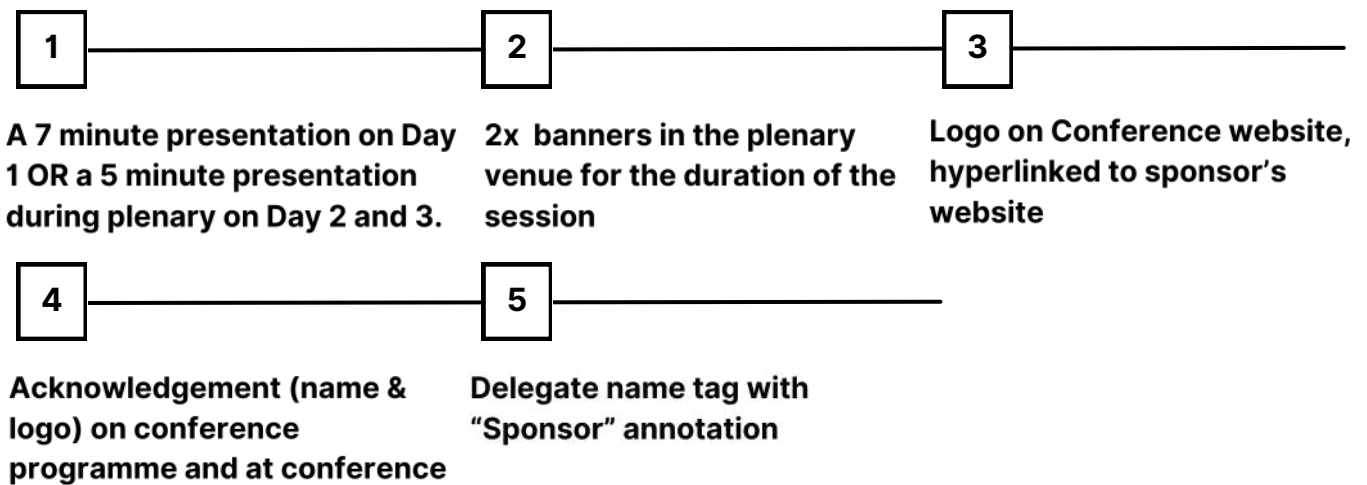 1
A 7 minute presentation on Day
1 OR a 5 minute presentation
during plenary on Day 2 and 3.
2
2x banners in the plenary
venue for the duration of the
session
3
Logo on Conference website,
hyperlinked to sponsor’s
website
4
Acknowledgement (name &
logo) on conference
programme and at conference
5
Delegate name tag with
“Sponsor” annotation